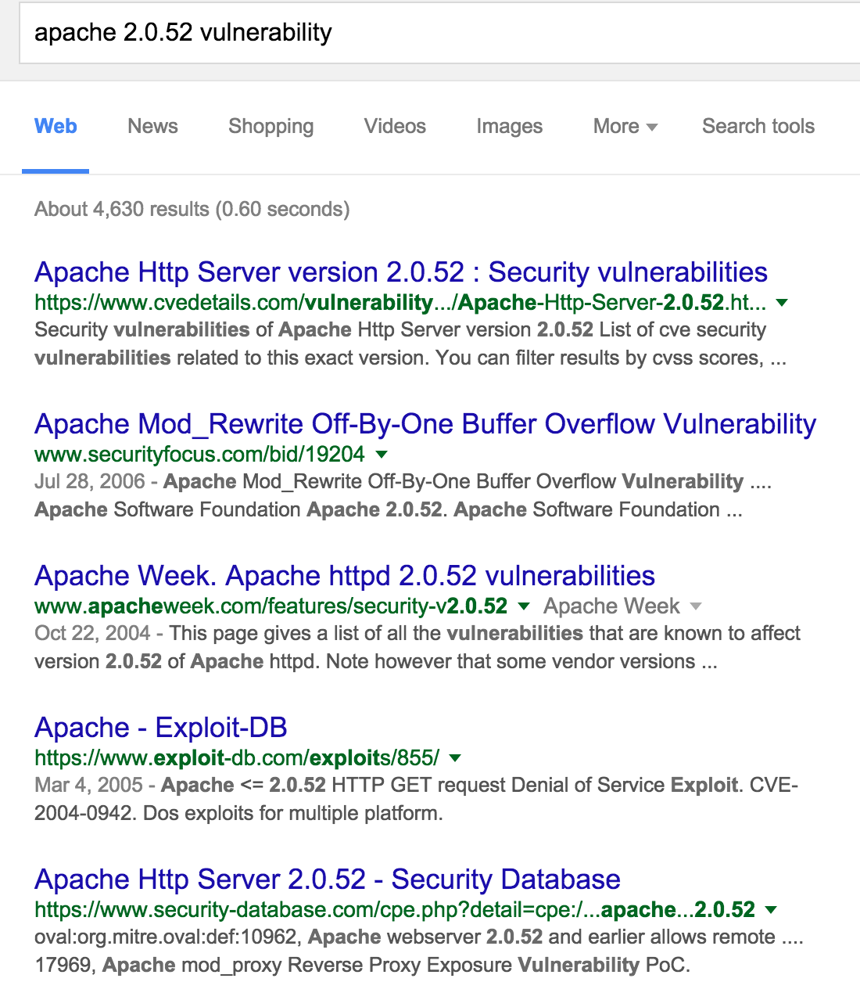 apache 2.0.52 vulnerability
Web News Shopping Videos Images More Search tools
About 4,630 results (0.60 seconds)
Apache Http Server version 2.0.52 : Security vulnerabilities
https://www.cvedetails.com/vulnerability.../Apache-Http-Server-2.0.52.ht...
Security vulnerabilities of Apache Http Server version 2.0.52 List of cve security
vulnerabilities related to this exact version. You can filter results by cvss scores, ...
Apache Mod_Rewrite Off-By-One Buffer Overflow Vulnerability
www.securityfocus.com/bid/19204
Jul 28, 2006 - Apache Mod_Rewrite Off-By-One Buffer Overflow Vulnerability ....
Apache Software Foundation Apache 2.0.52. Apache Software Foundation ...
Apache Week. Apache httpd 2.0.52 vulnerabilities
www.apacheweek.com/features/security-v2.0.52 Apache Week
Oct 22, 2004 - This page gives a list of all the vulnerabilities that are known to affect
version 2.0.52 of Apache httpd. Note however that some vendor versions ...
Apache - Exploit-DB
https://www.exploit-db.com/exploits/855/
Mar 4, 2005 - Apache <= 2.0.52 HTTP GET request Denial of Service Exploit. CVE-
2004-0942. Dos exploits for multiple platform.
Apache Http Server 2.0.52 - Security Database
https://www.security-database.com/cpe.php?detail=cpe:/...apache...2.0.52
oval:org.mitre.oval:def:10962, Apache webserver 2.0.52 and earlier allows remote ....
17969, Apache mod_proxy Reverse Proxy Exposure Vulnerability PoC.